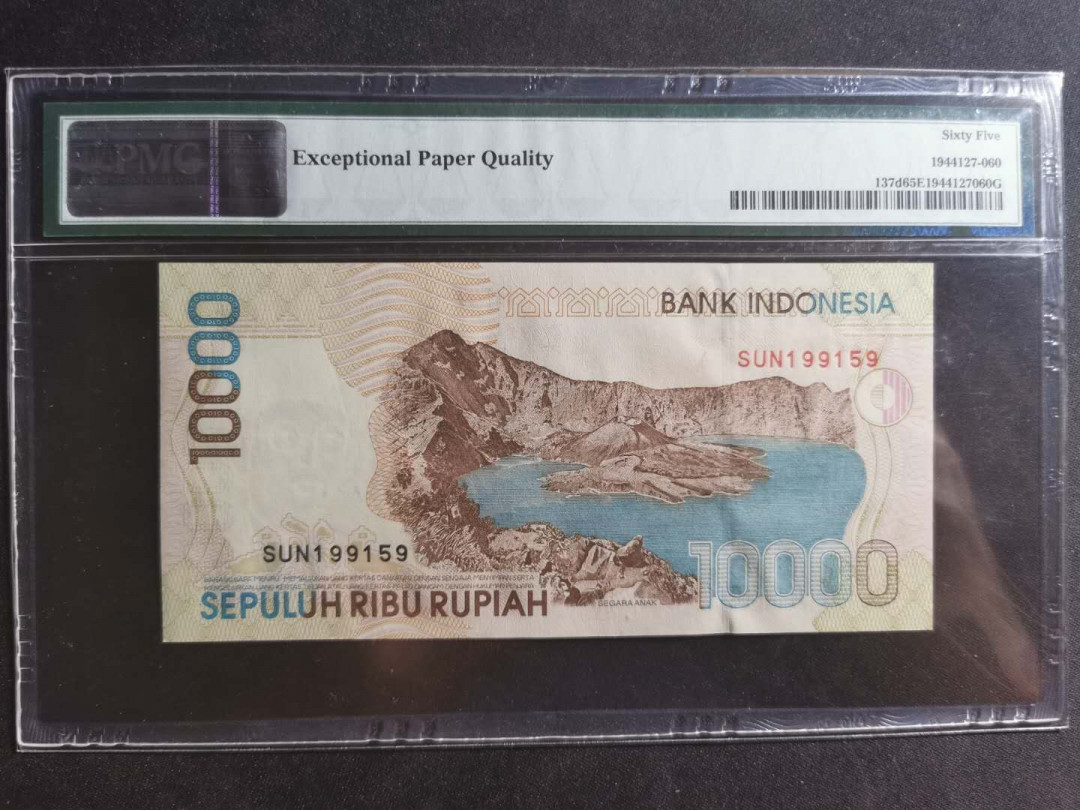 PMG
Exceptional Paper Quality
Sixty Five
1944127-060
137d65E1944127060G
10000
BANK INDONESIA
SUN199159
SUN199159
SEPULUH RIBU RUPIAH
SEGARA ANAK
10000